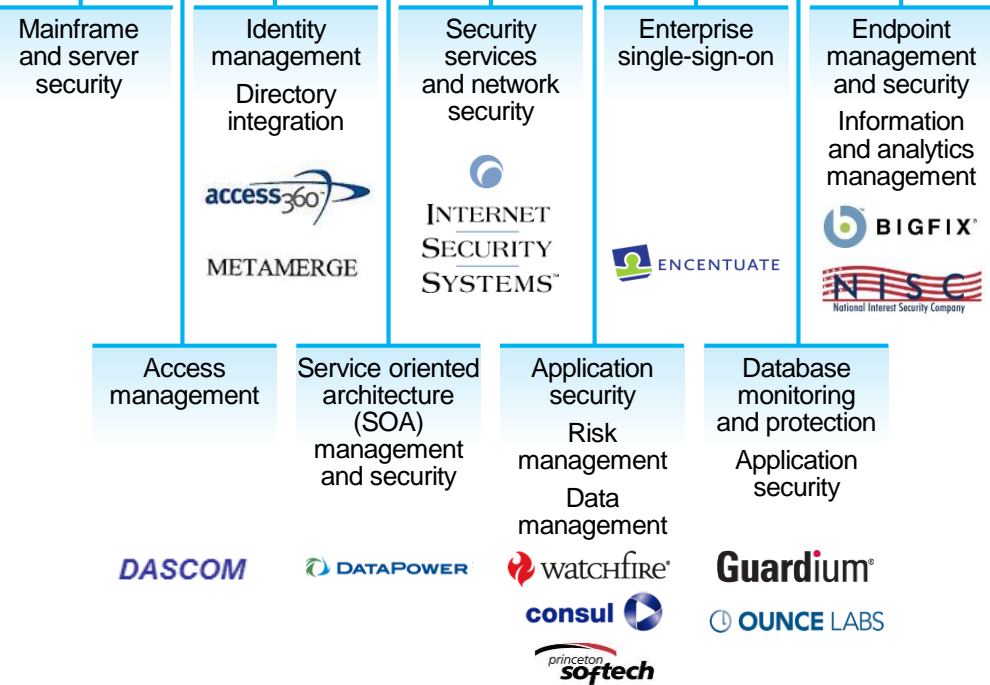 Mainframe
and server
security
Identity
management
Directory
integration
access360™
METAMERGE
Security
services
and network
security
INTERNET
SECURITY
SYSTEMS™
Enterprise
single-sign-on
ENCENTUATE
Endpoint
management
and security
Information
and analytics
management
BIGFIX®
NISC
National Interest Security Company
Access
management
DASCOM
Service oriented
architecture
(SOA)
management
and security
DATAPOWER
Application
security
Risk
management
Data
management
watchfire®
consul
princeton
softech
Database
monitoring
and protection
Application
security
Guardium®
OUNCE LABS